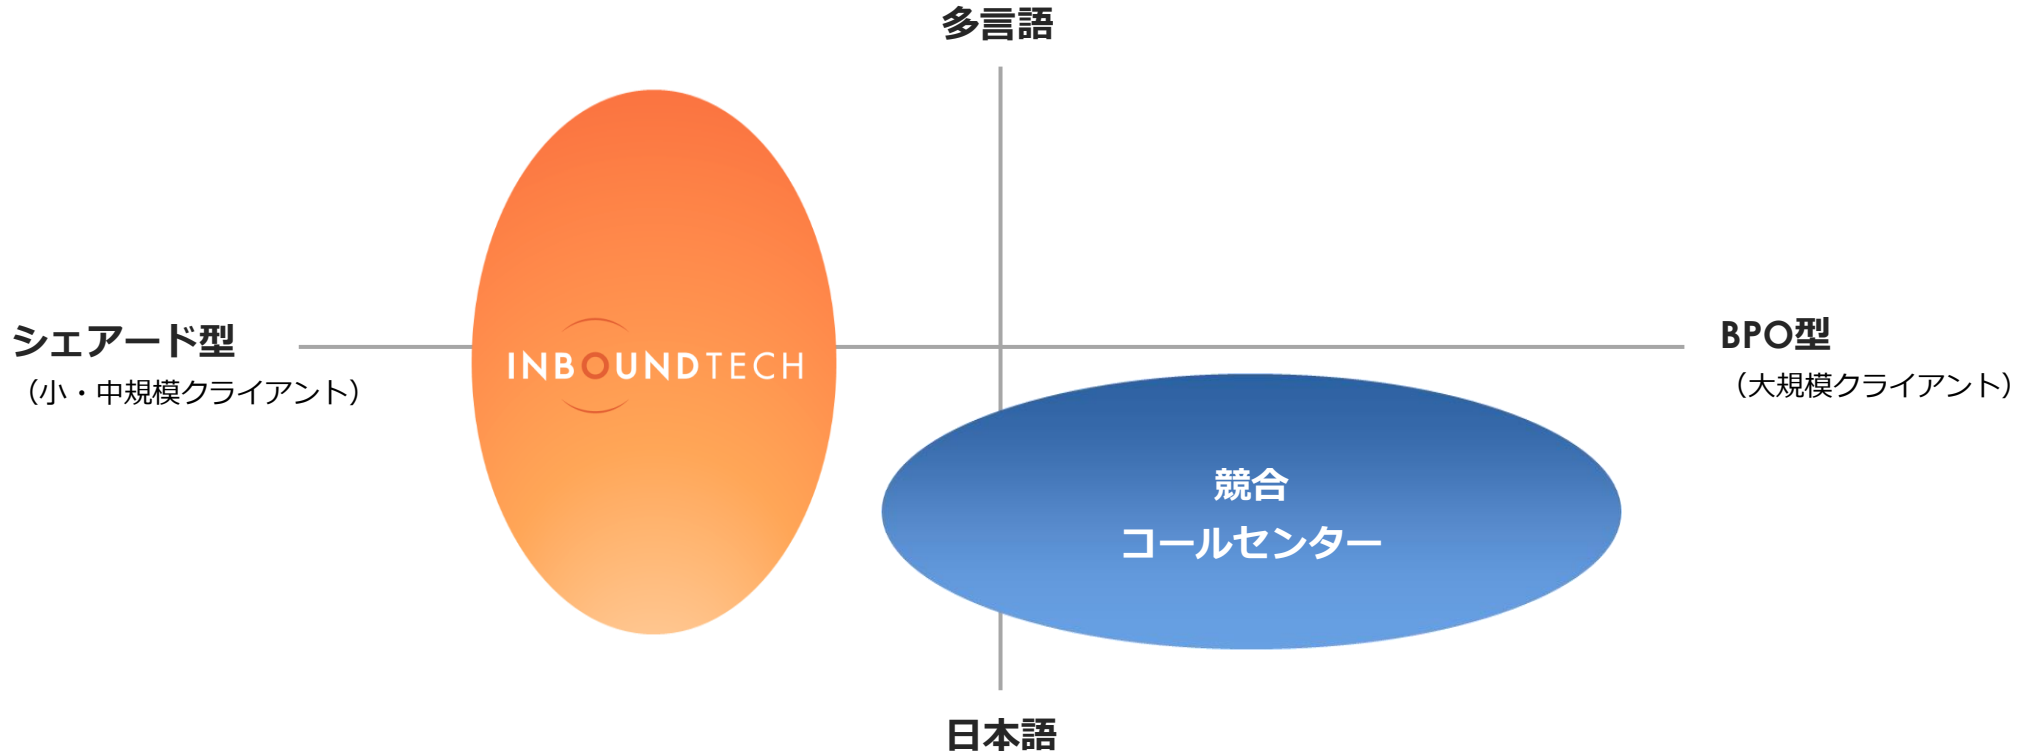 多言語
シェアード型
（小・中規模クライアント）
INBOUNDTECH
BPO型
（大規模クライアント）
競合
コールセンター
日本語